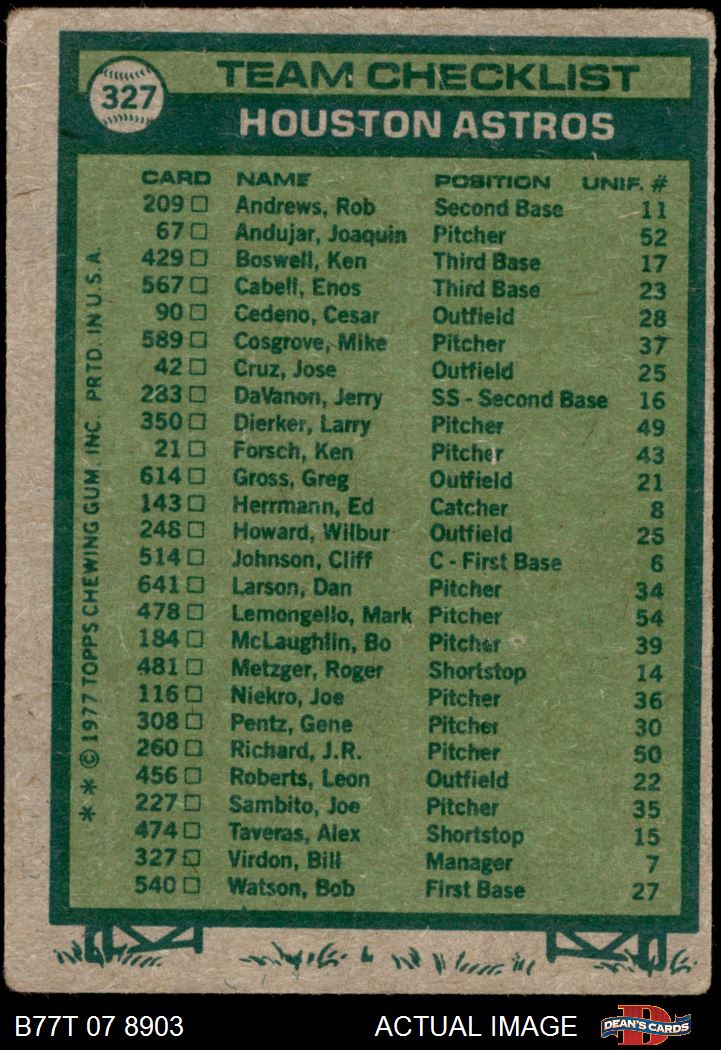 327
TEAM CHECKLIST
HOUSTON ASTROS
CARD NAME POSITION UNIF. #
209 Andrews, Rob Second Base 11
67 Andujar, Joaquin Pitcher 52
429 Boswell, Ken Third Base 17
567 Cabell, Enos Third Base 23
90 Cedeno, Cesar Outfield 28
589 Cosgrove, Mike Pitcher 37
42 Cruz, Jose Outfield 25
283 DaVanon, Jerry SS - Second Base 16
350 Dierker, Larry Pitcher 49
21 Forsch, Ken Pitcher 43
614 Gross, Greg Outfield 21
143 Herrmann, Ed Catcher 8
248 Howard, Wilbur Outfield 26
514 Johnson, Cliff C - First Base 6
641 Larson, Dan Pitcher 34
478 Lemongello, Mark Pitcher 54
184 McLaughlin, Bo Pitcher 39
481 Metzger, Roger Shortstop 14
116 Niekro, Joe Pitcher 36
308 Pentz, Gene Pitcher 30
260 Richard, J.R. Pitcher 50
456 Roberts, Leon Outfield 22
227 Sambito, Joe Pitcher 35
474 Taveras, Alex Shortstop 15
327 Virdon, Bill Manager 7
540 Watson, Bob First Base 27
* * © 1977 TOPPS CHEWING GUM, INC. PRTD. IN U.S.A.
B77T 07 8903 ACTUAL IMAGE
D
DEAN'S CARDS